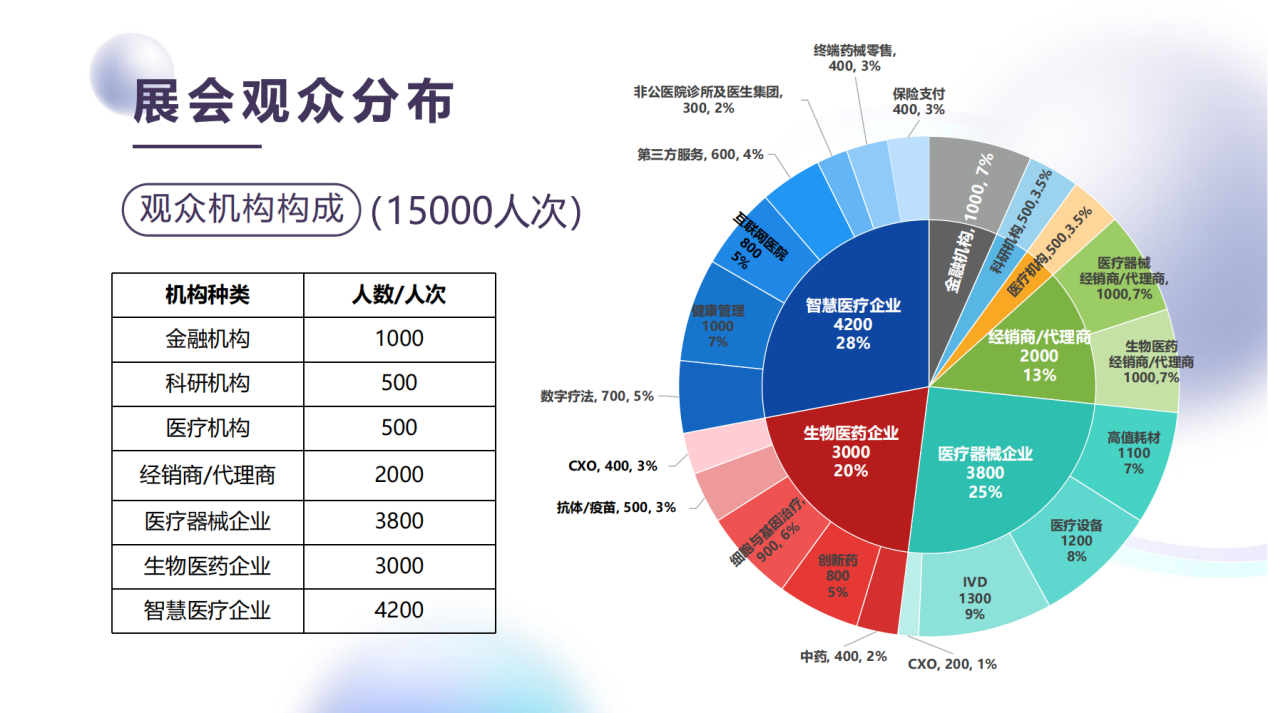 展会观众分布
观众机构构成 (15000人次)
机构种类 人数/人次
金融机构 1000
科研机构 500
医疗机构 500
经销商/代理商 2000
医疗器械企业 3800
生物医药企业 3000
智慧医疗企业 4200
终端药械零售,
400, 3%
非公医院诊所及医生集团,
300, 2%
保险支付
400, 3%
第三方服务, 600, 4%
互联网医院
800
5%
健康管理
1000
7%
数字疗法, 700, 5%
CXO, 400, 3%
抗体/疫苗, 500, 3%
细胞与基因治疗,
900, 6%
创新药
800
5%
中药, 400, 2%
CXO, 200, 1%
IVD
1300
9%
医疗设备
1200
8%
高值耗材
1100
7%
生物医药
经销商/代理商
1000,7%
医疗器械
经销商/代理商,
1000,7%
医疗机构,500,3.5%
科研机构,500,3.5%
金融机构, 1000, 7%
智慧医疗企业
4200
28%
经销商/代理商
2000
13%
生物医药企业
3000
20%
医疗器械企业
3800
25%